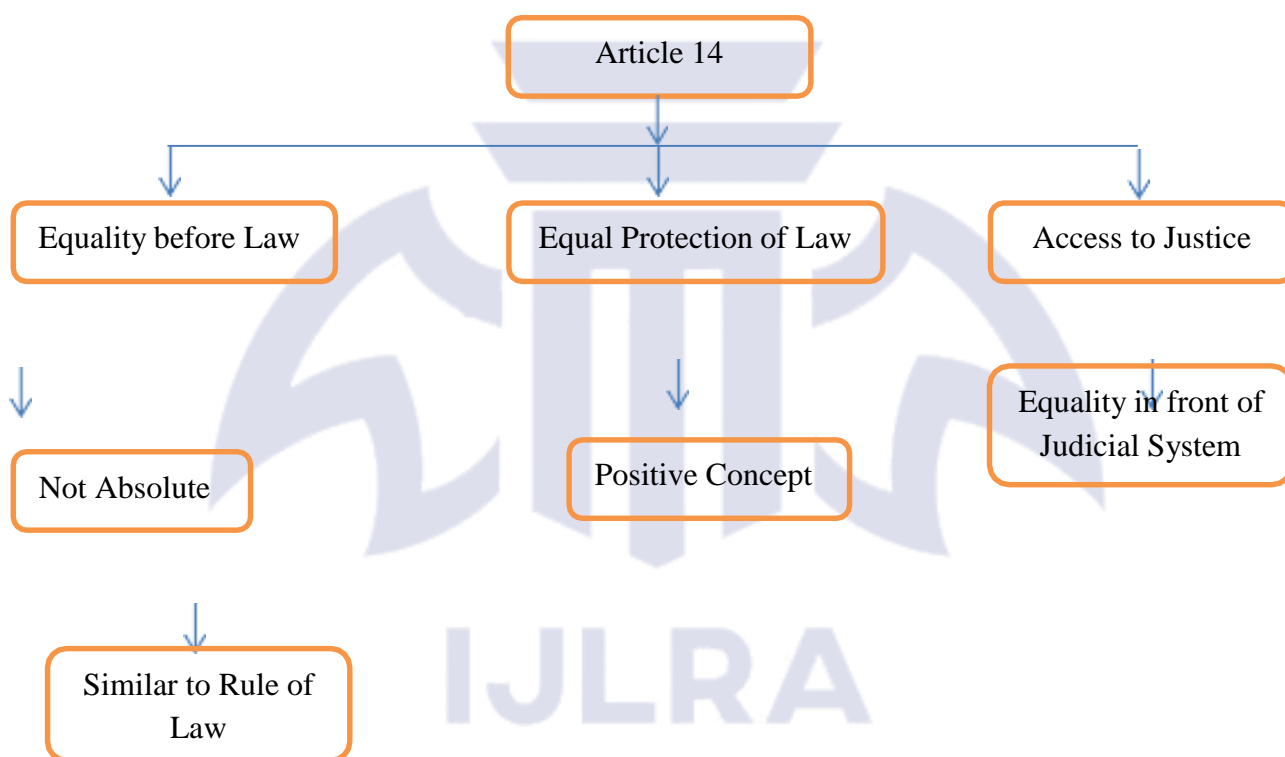 Article 14
Equality before Law
Equal Protection of Law
Access to Justice
Equality in front of
Judicial System
Not Absolute
Positive Concept
Similar to Rule of
Law
IJLRA